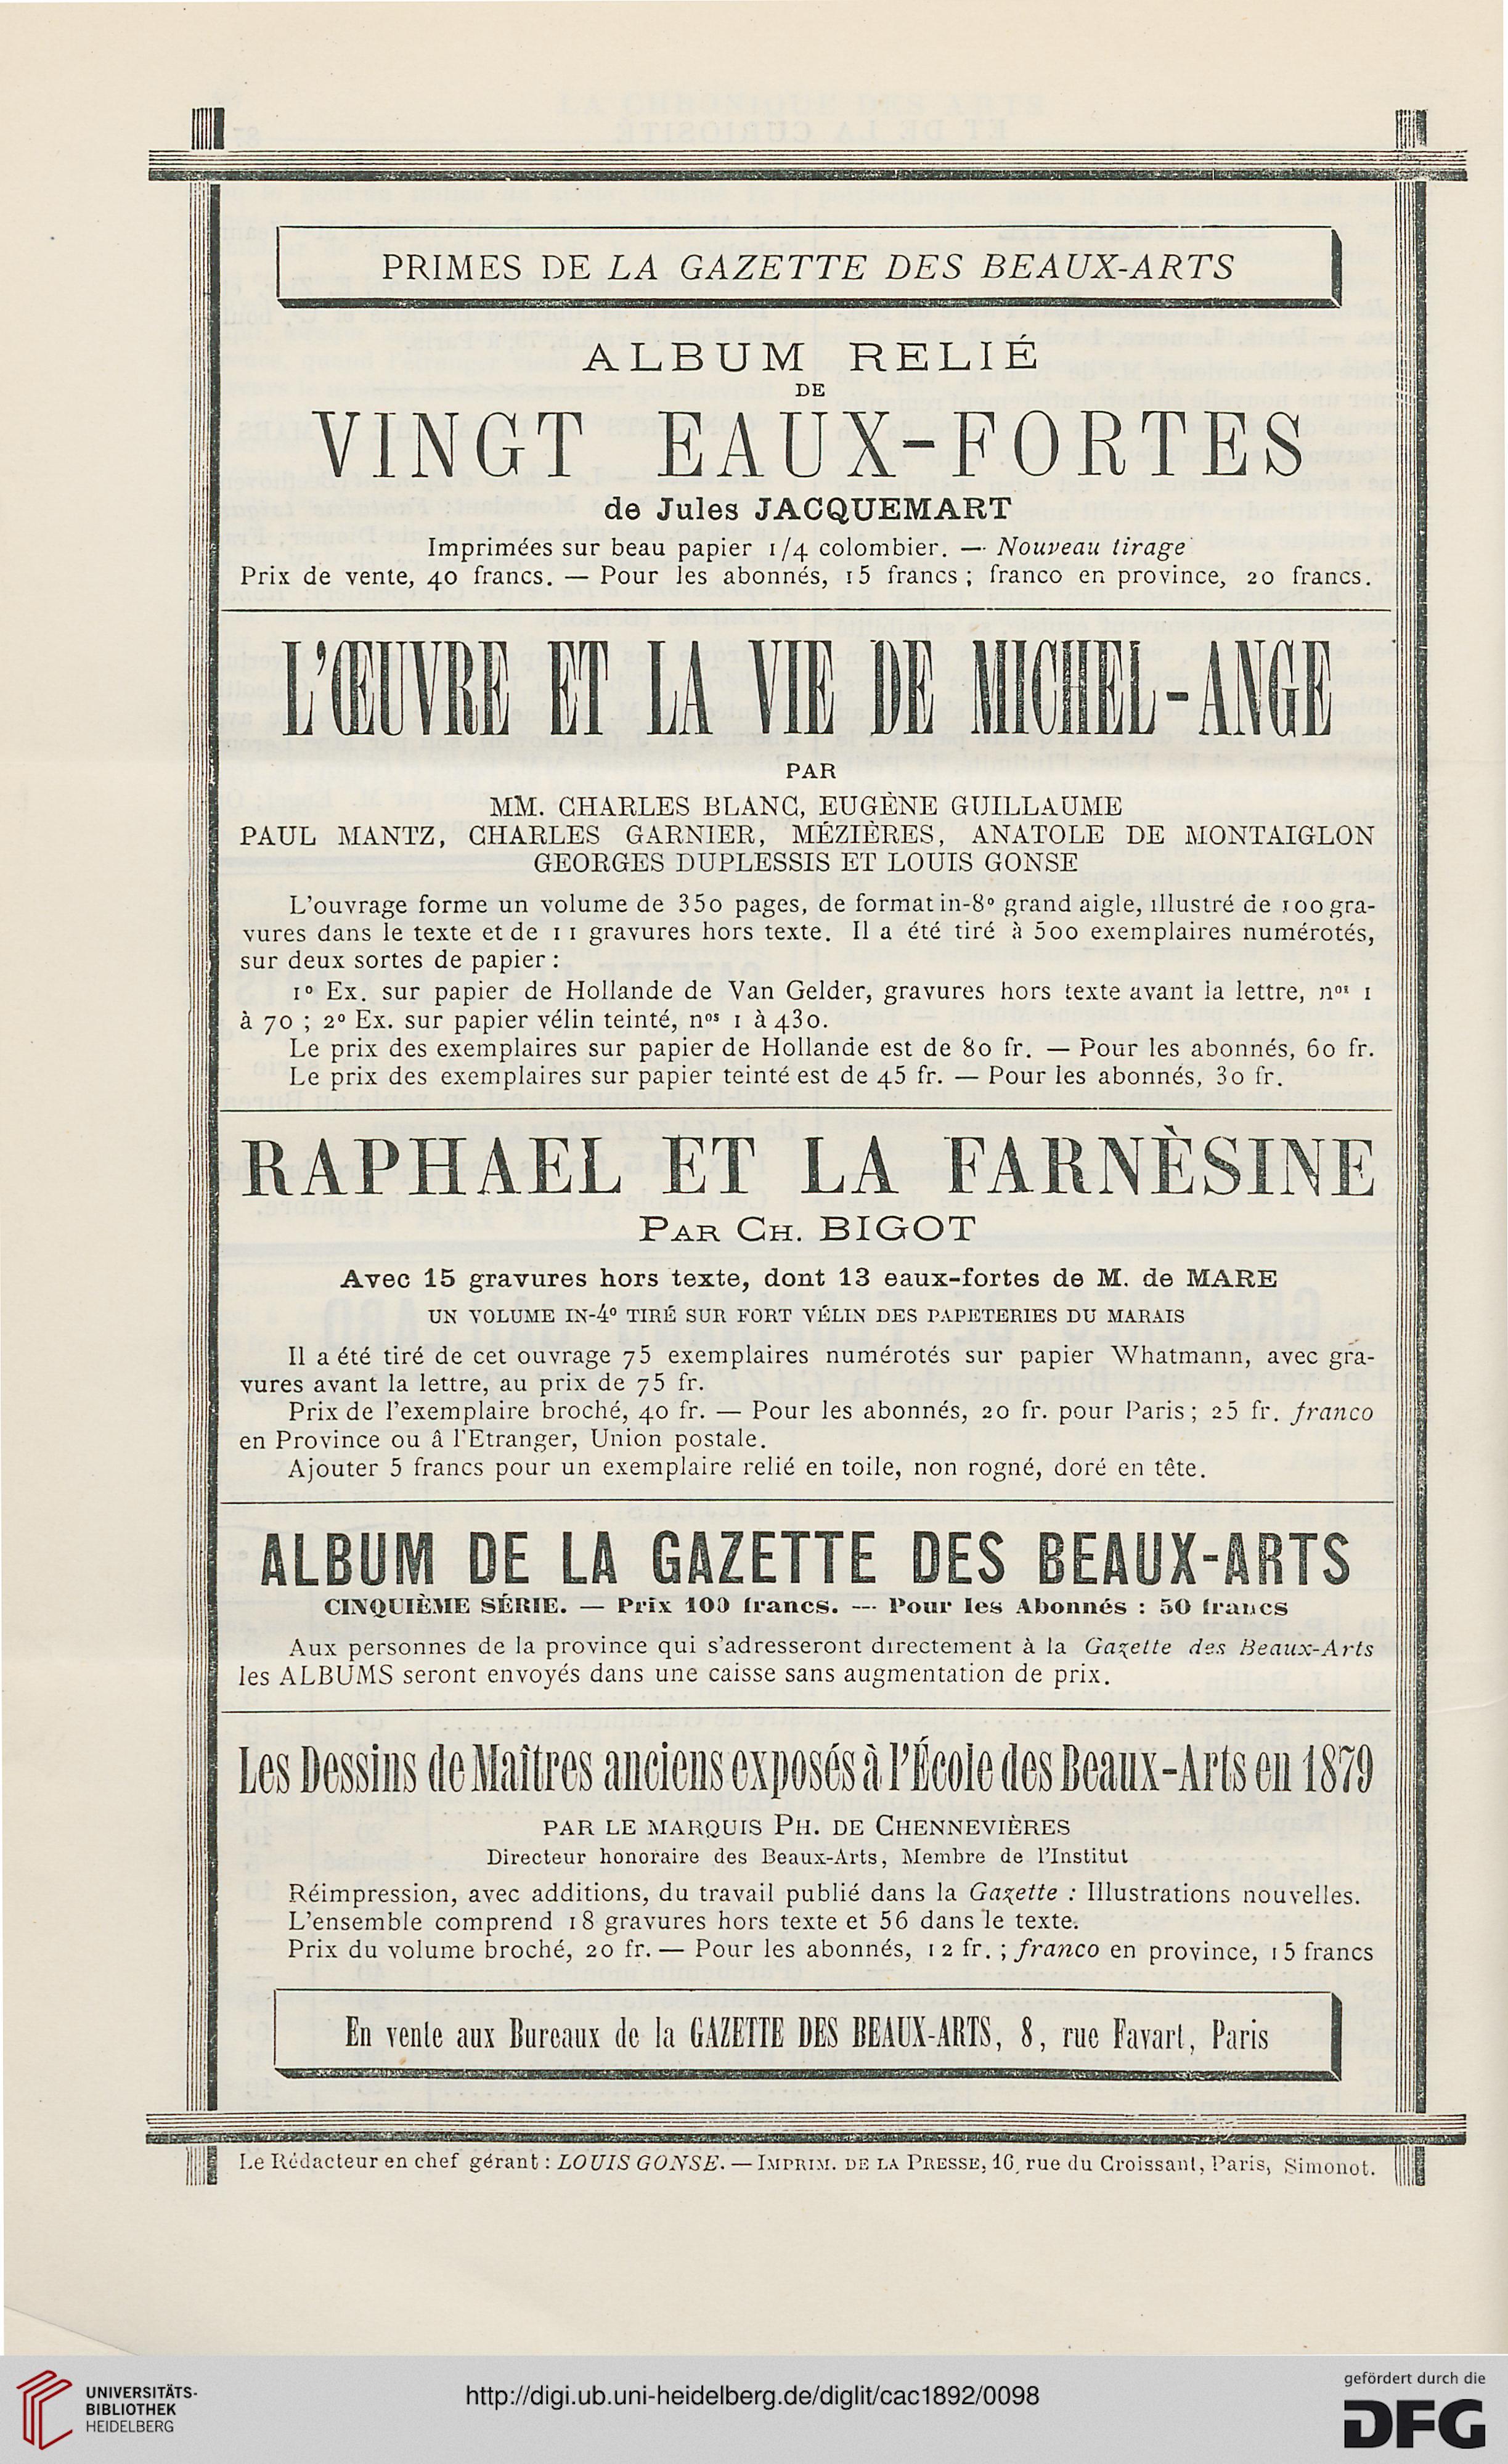 PRIMES DE LA GAZETTE DES BEAUX-ARTS
ALBUM RELIÉ
DE
VINGT EAUX-FORTES
de Jules JACQUEMART
Imprimées sur beau papier 1/4 colombier. — Nouveau tirage
Prix de vente, 40 francs. — Pour les abonnés, 15 francs ; franco en province, 20 francs.
L'ŒUVRE ET LA VIE DE MICHEL-ANGE
PAR
MM. CHARLES BLANC, EUGÈNE GUILLAUME
PAUL MANTZ, CHARLES GARNIER, MÉZIÈRES, ANATOLE DE MONTAIGLON
GEORGES DUPLESSIS ET LOUIS GONSE
L'ouvrage forme un volume de 350 pages, de format in-8° grand aigle, illustré de 100 gra-
vures dans le texte et de 11 gravures hors texte. Il a été tiré à 500 exemplaires numérotés,
sur deux sortes de papier :
1° Ex. sur papier de Hollande de Van Gelder, gravures hors texte avant la lettre, nos 1
à 70 ; 2° Ex. sur papier vélin teinté, nos 1 à 430.
Le prix des exemplaires sur papier de Hollande est de 80 fr. — Pour les abonnés, 60 fr.
Le prix des exemplaires sur papier teinté est de 45 fr. — Pour les abonnés, 30 fr.
RAPHAEL ET LA FARNÈSINE
PAR CH. BIGOT
Avec 15 gravures hors texte, dont 13 eaux-fortes de M. de MARE
UN VOLUME IN-4° TIRÉ SUR FORT VÉLIN DES PAPETERIES DU MARAIS
Il a été tiré de cet ouvrage 75 exemplaires numérotés sur papier Whatmann, avec gra-
vures avant la lettre, au prix de 75 fr.
Prix de l'exemplaire broché, 40 fr. — Pour les abonnés, 20 fr. pour Paris ; 25 fr. franco
en Province ou â l'Etranger, Union postale.
Ajouter 5 francs pour un exemplaire relié en toile, non rogné, doré en tête.
ALBUM DE LA GAZETTE DES BEAUX-ARTS
CINQUIÈME SÉRIE. — Prix 100 francs. — Pour les Abonnés : 50 francs
Aux personnes de la province qui s'adresseront directement à la Gazette des Beaux-Arts
les ALBUMS seront envoyés dans une caisse sans augmentation de prix.
Les Dessins de Maîtres anciens exposés à l'École des Beaux-Arts en 1879
PAR LE MARQUIS PH. DE CHENNEVIÈRES
Directeur honoraire des Beaux-Arts, Membre de l'Institut
Réimpression, avec additions, du travail publié dans la Gazette : Illustrations nouvelles.
L'ensemble comprend 18 gravures hors texte et 56 dans le texte.
Prix du volume broché, 20 fr. — Pour les abonnés, 12 fr. ; franco en province, 15 francs
En vente aux Bureaux de la GAZETTE DES BEAUX-ARTS, 8, rue Favart, Paris
Le Rédacteur en chef gérant : LOUIS GONSE. — IMPRIM. DE LA PRESSE, 16, rue du Croissant, Paris, Simonot.
UNIVERSITÄTS-
BIBLIOTHEK
HEIDELBERG
http://digi.ub.uni-heidelberg.de/diglit/cac1892/0098
gefördert durch die
DFG